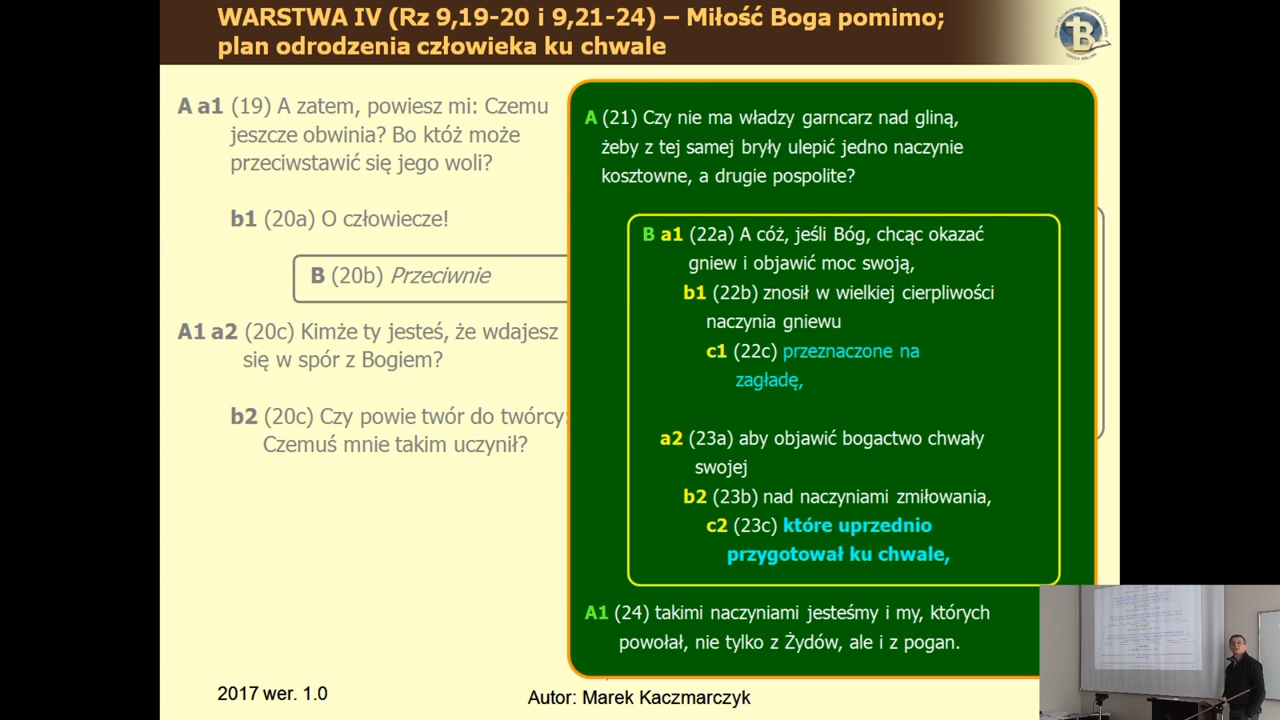 WARSTWA IV (Rz 9,19-20 i 9,21-24) – Miłość Boga pomimo;
plan odrodzenia człowieka ku chwale
A a1 (19) A zatem, powiesz mi: Czemu
jeszcze obwinia? Bo któż może
przeciwstawić się jego woli?
b1 (20a) O człowiecze!
B (20b) Przeciwnie
A1 a2 (20c) Kimże ty jesteś, że wdajesz
się w spór z Bogiem?
b2 (20c) Czy powie twór do twórcy:
Czemuś mnie takim uczynił?
A (21) Czy nie ma władzy garncarz nad gliną,
żeby z tej samej bryły ulepić jedno naczynie
kosztowne, a drugie pospolite?
B a1 (22a) A cóż, jeśli Bóg, chcąc okazać
gniew i objawić moc swoją,
b1 (22b) znosił w wielkiej cierpliwości
naczynia gniewu
c1 (22c) przeznaczone na
zagładę,
a2 (23a) aby objawić bogactwo chwały
swojej
b2 (23b) nad naczyniami zmiłowania,
c2 (23c) które uprzednio
przygotował ku chwale,
A1 (24) takimi naczyniami jesteśmy i my, których
powołał, nie tylko z Żydów, ale i z pogan.
2017 wer. 1.0
Autor: Marek Kaczmarczyk